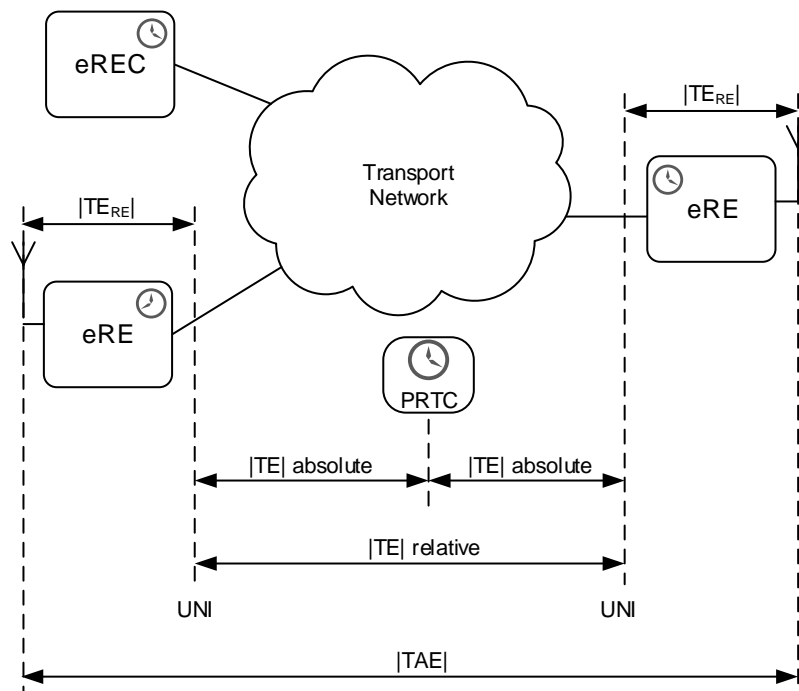 eREC
|TE_RE|
Transport
Network
|TE_RE|
eRE
eRE
PRTC
|TE| absolute
|TE| absolute
|TE| relative
UNI
UNI
|TAE|